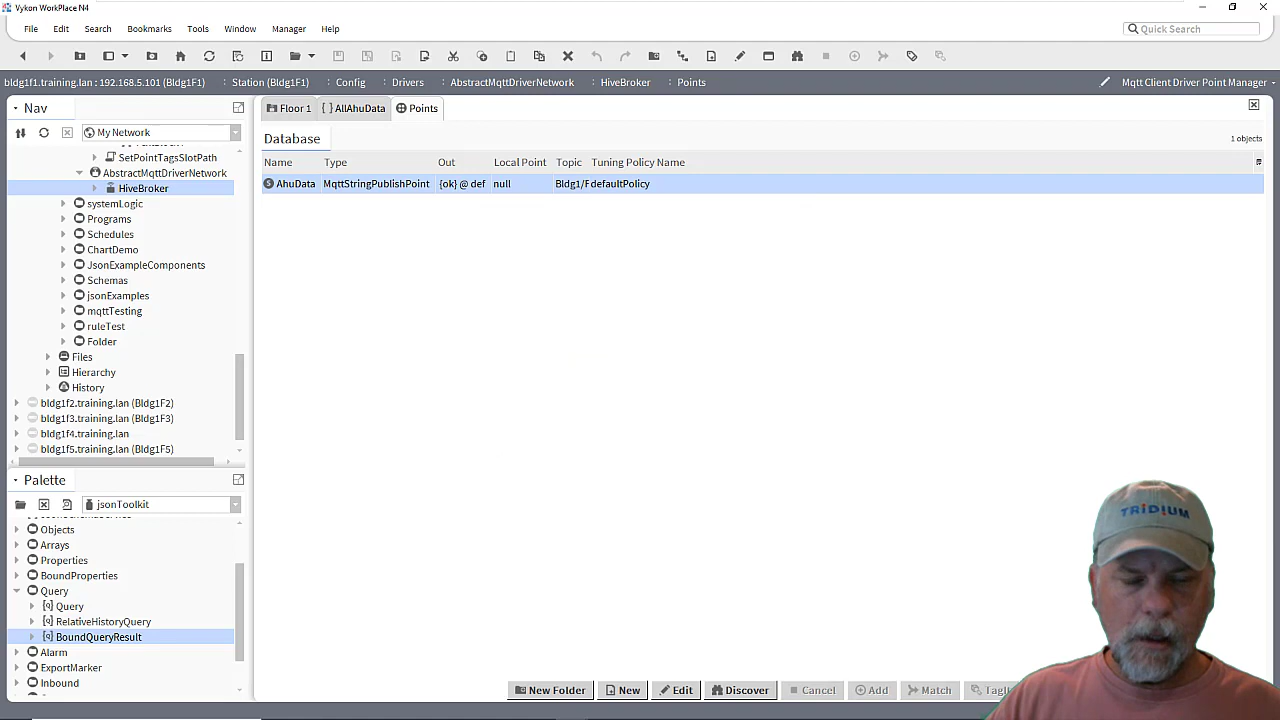 Vykon WorkPlace N4
File Edit Search Bookmarks Tools Window Manager Help
Quick Search
bldg1f1.training.lan : 192.168.5.101 (Bldg1F1) Station (Bldg1F1) Config Drivers AbstractMqttDriverNetwork HiveBroker Points Mqtt Client Driver Point Manager
Nav
My Network
SetPointTagsSlotPath
AbstractMqttDriverNetwork
HiveBroker
systemLogic
Programs
Schedules
ChartDemo
JsonExampleComponents
Schemas
jsonExamples
mqttTesting
ruleTest
Folder
Files
Hierarchy
History
bldg1f2.training.lan (Bldg1F2)
bldg1f3.training.lan (Bldg1F3)
bldg1f4.training.lan
bldg1f5.training.lan (Bldg1F5)
Palette
jsonToolkit
Objects
Arrays
Properties
BoundProperties
Query
Query
RelativeHistoryQuery
BoundQueryResult
Alarm
ExportMarker
Inbound
Floor 1 AllAhuData Points
Database 1 objects
Name Type Out Local Point Topic Tuning Policy Name
AhuData MqttStringPublishPoint {ok} @ def null Bldg1/F defaultPolicy
New Folder New Edit Discover Cancel Add Match TagIt
TRIDIUM